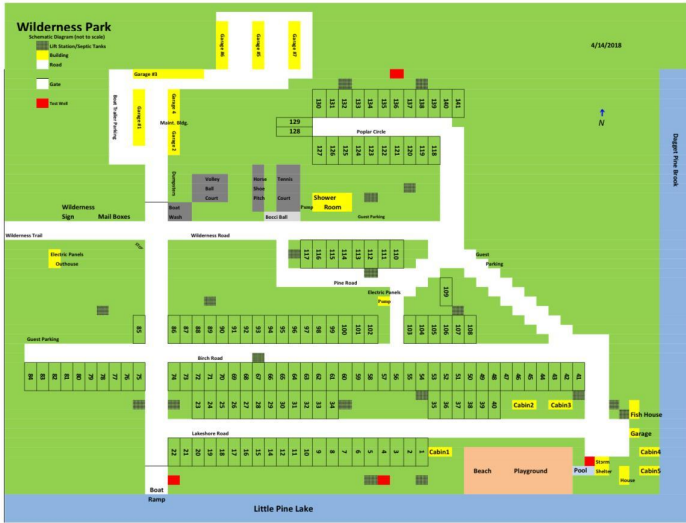 Wilderness Park
Schematic Diagram (not to scale)
4/14/2018
Lift Station/Septic Tanks
Building
Road
Gate
Test Well
Garage #6
Garage #5
Garage #7
Garage #3
Boat Trailer Parking
Garage #1
Garage 4
Maint. Bldg.
Garage 2
N
Dagget Pine Brook
130 131 132 133 134 135 136 137 138 139 140 141
129
128
Poplar Circle
127 126 125 124 123 122 121 120 119 118
Dumpsters
Volley Ball Court
Horse Shoe Pitch
Tennis Court
Boat Wash
Bocci Ball
Pump
Shower Room
Guest Parking
Wilderness Sign
Mail Boxes
Wilderness Trail
Wilderness Road
Stop
Electric Panels
Outhouse
117 116 115 114 113 112 111 110
Guest Parking
Pine Road
Electric Panels
Pump
109
85 86 87 88 89 90 91 92 93 94 95 96 97 98 99 100 101 102 103 104 105 106 107 108
Guest Parking
Birch Road
84 83 82 81 80 79 78 77 76 75 74 73 72 71 70 69 68 67 66 65 64 63 62 61 60 59 58 57 56 55 54 53 52 51 50 49 48 47 46 45 44 43 42 41
23 24 25 26 27 28 29 30 31 32 33 34 35 36 37 38 39 40
Cabin2
Cabin3
Fish House
Lakeshore Road
Garage
22 21 20 19 18 17 16 15 14 12 11 10 9 8 7 6 5 4 3 2 1
Cabin1
Cabin4
Beach
Playground
Pool
Storm Shelter
House
Cabin5
Boat Ramp
Little Pine Lake